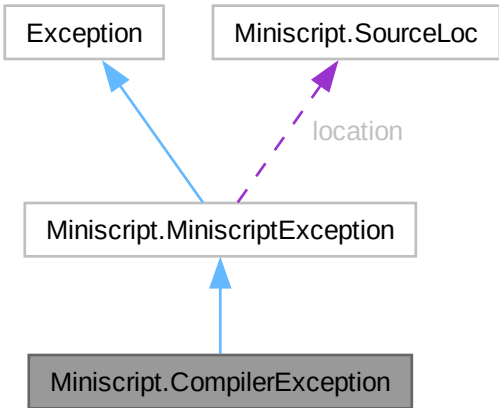 Exception
Miniscript.SourceLoc
location
Miniscript.MiniscriptException
Miniscript.CompilerException